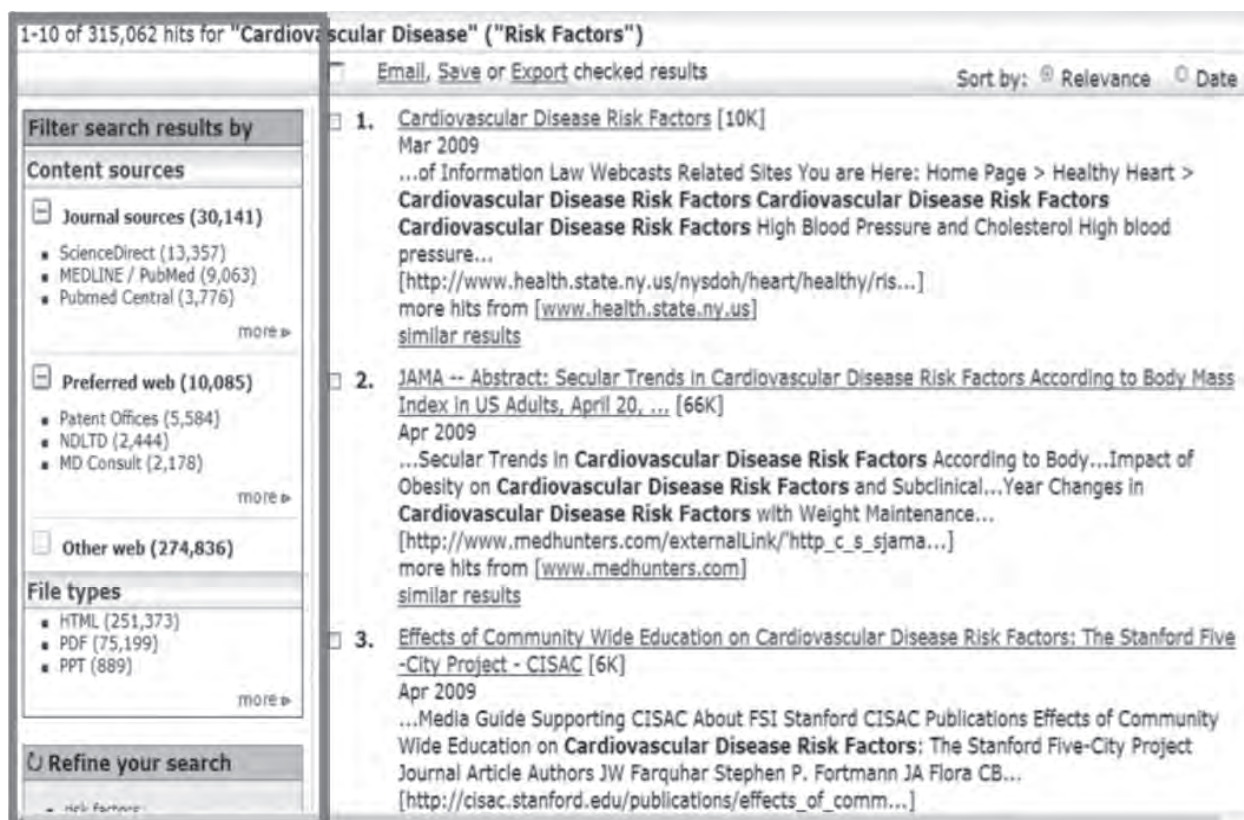 1-10 of 315,062 hits for "Cardiovascular Disease" ("Risk Factors")
Email, Save or Export checked results
Sort by: Relevance Date
Filter search results by
Content sources
Journal sources (30,141)
ScienceDirect (13,357)
MEDLINE / PubMed (9,063)
Pubmed Central (3,776)
more
Preferred web (10,085)
Patent Offices (5,584)
NDLTD (2,444)
MD Consult (2,178)
more
Other web (274,836)
File types
HTML (251,373)
PDF (75,199)
PPT (889)
more
Refine your search
risk factors
1. Cardiovascular Disease Risk Factors [10K]
Mar 2009
...of Information Law Webcasts Related Sites You are Here: Home Page > Healthy Heart >
Cardiovascular Disease Risk Factors Cardiovascular Disease Risk Factors
Cardiovascular Disease Risk Factors High Blood Pressure and Cholesterol High blood
pressure...
[http://www.health.state.ny.us/nysdoh/heart/healthy/ris...]
more hits from [www.health.state.ny.us]
similar results
2. JAMA -- Abstract: Secular Trends in Cardiovascular Disease Risk Factors According to Body Mass
Index in US Adults, April 20, ... [66K]
Apr 2009
...Secular Trends in Cardiovascular Disease Risk Factors According to Body...Impact of
Obesity on Cardiovascular Disease Risk Factors and Subclinical...Year Changes in
Cardiovascular Disease Risk Factors with Weight Maintenance...
[http://www.medhunters.com/externalLink/'http_c_s_sjama...]
more hits from [www.medhunters.com]
similar results
3. Effects of Community Wide Education on Cardiovascular Disease Risk Factors: The Stanford Five
-City Project - CISAC [6K]
Apr 2009
...Media Guide Supporting CISAC About FSI Stanford CISAC Publications Effects of Community
Wide Education on Cardiovascular Disease Risk Factors: The Stanford Five-City Project
Journal Article Authors JW Farquhar Stephen P. Fortmann JA Flora CB...
[http://cisac.stanford.edu/publications/effects_of_comm...]